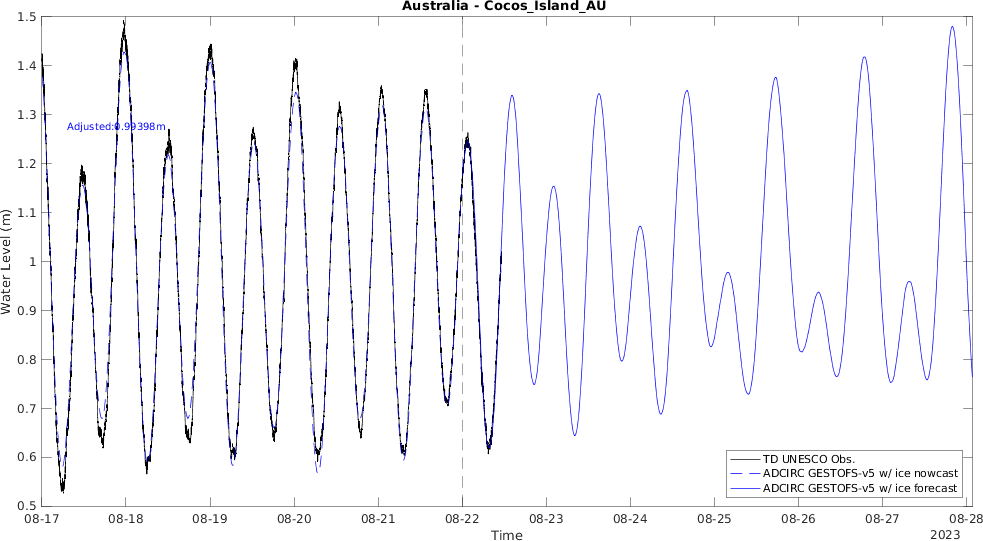 Australia - Cocos_Island_AU
1.5
1.4
1.3
1.2
1.1
1
0.9
0.8
0.7
0.6
0.5
Water Level (m)
Adjusted:0.99398m
TD UNESCO Obs.
ADCIRC GESTOFS-v5 w/ ice nowcast
ADCIRC GESTOFS-v5 w/ ice forecast
08-17 08-18 08-19 08-20 08-21 08-22 08-23 08-24 08-25 08-26 08-27 08-28
Time
2023